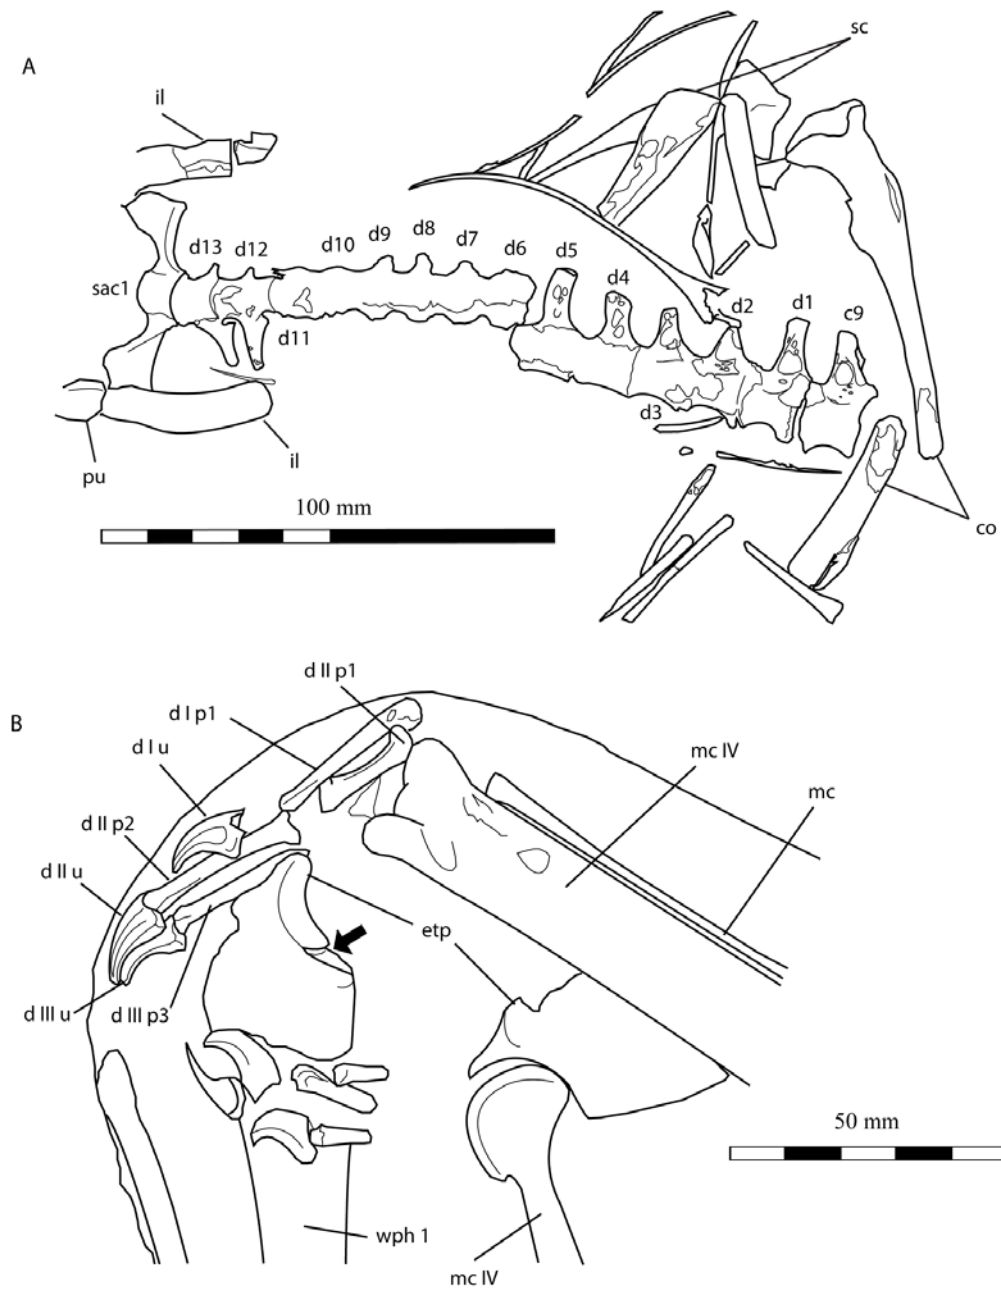 A
sc
il
d13 d12 d10 d9 d8 d7 d6 d5 d4 d2 d1 c9
sac1
d11
d3
pu
il
co
100 mm
B
d II p1
d I p1
d I u
mc IV
mc
d II p2
d II u
etp
d III u
d III p3
50 mm
wph 1
mc IV